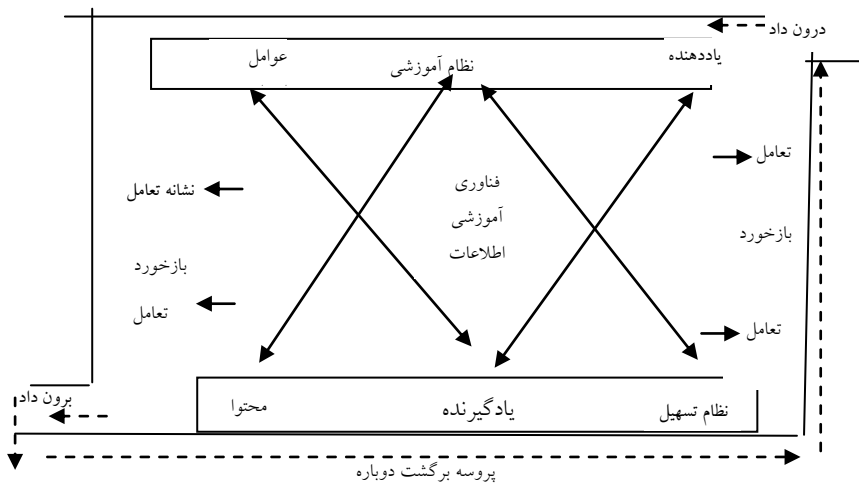 درون داد
یاددهنده
نظام آموزشی
عوامل
تعامل
فناوری
آموزشی
اطلاعات
نشانه تعامل
بازخورد
بازخورد
تعامل
تعامل
نظام تسهیل
یادگیرنده
محتوا
برون داد
پروسه برگشت دوباره